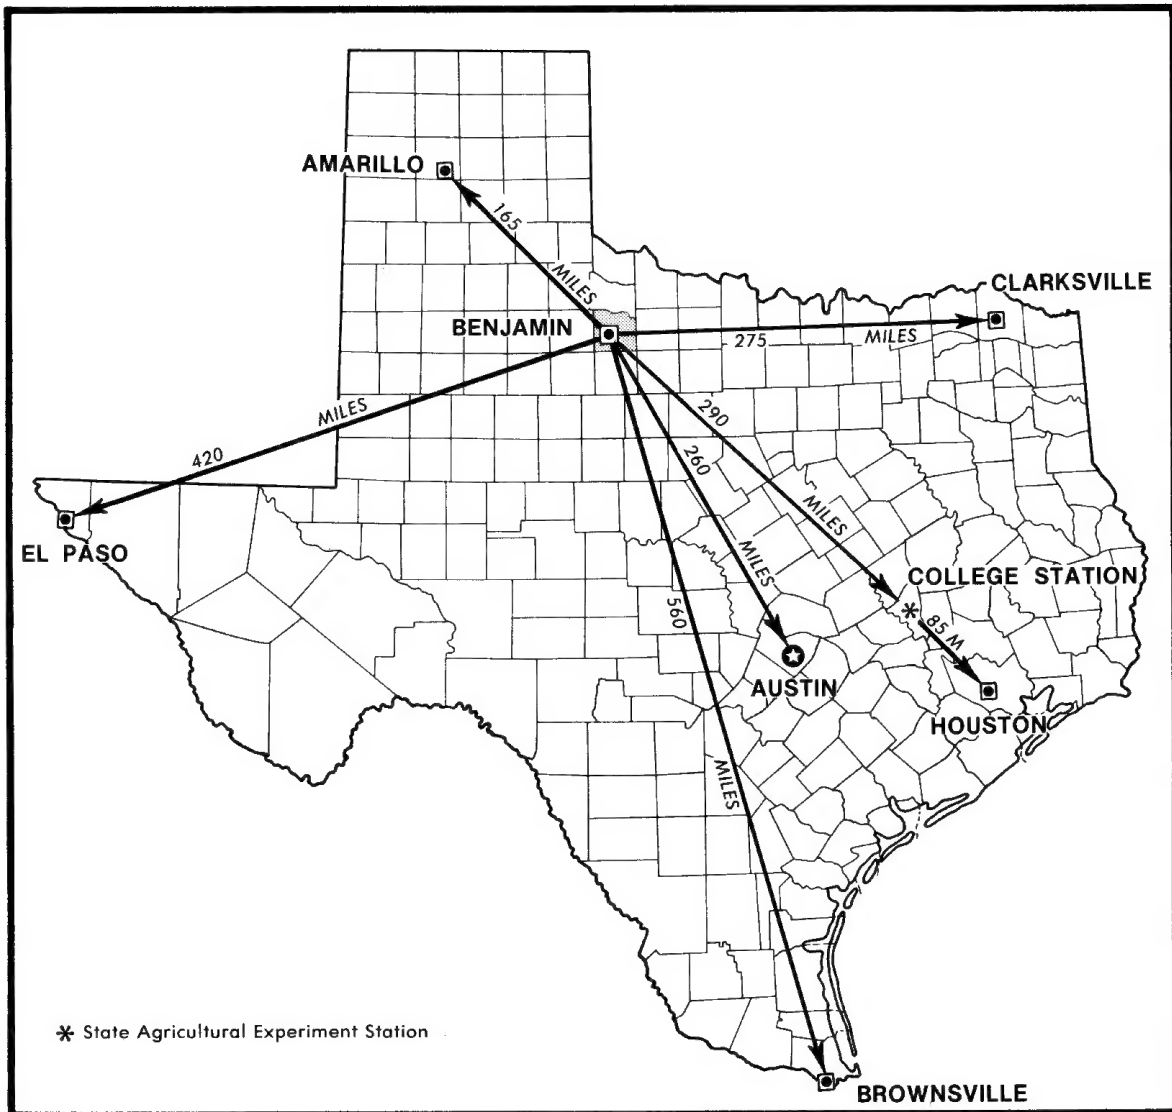 AMARILLO
165 MILES
CLARKSVILLE
BENJAMIN
275 MILES
MILES
420
290 MILES
260 MILES
EL PASO
COLLEGE STATION
560 MILES
85 M
AUSTIN
HOUSTON
* State Agricultural Experiment Station
BROWNSVILLE